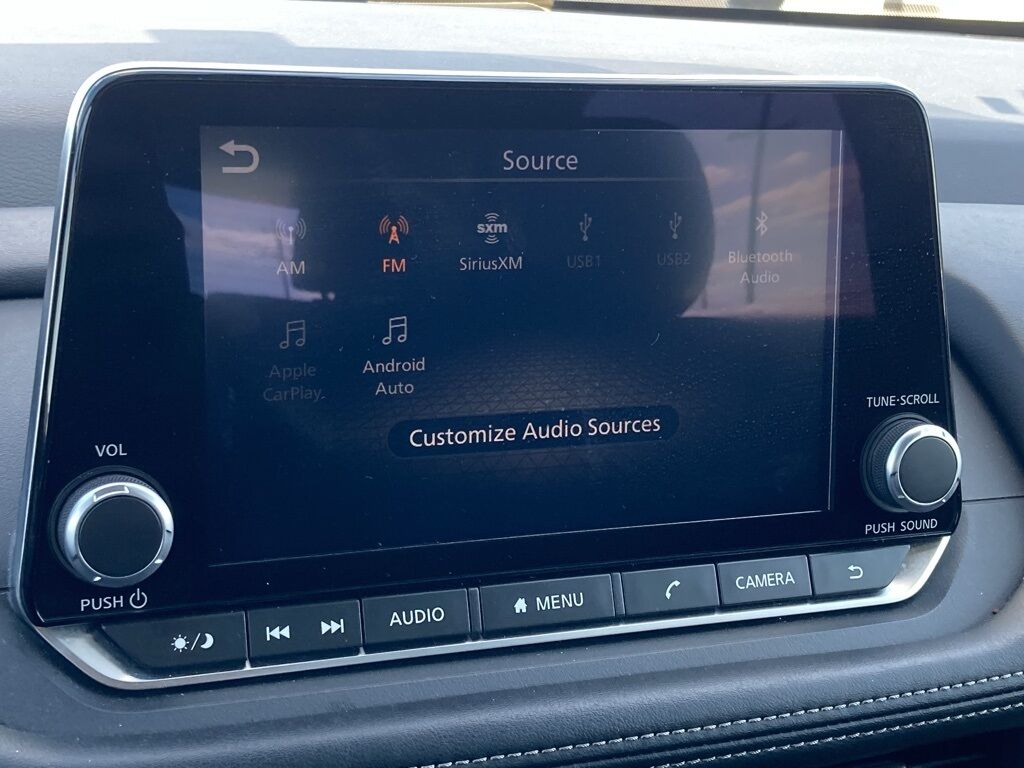 Source
AM
FM
sxm
SiriusXM
USB1
USB2
Bluetooth
Audio
Apple
CarPlay
Android
Auto
Customize Audio Sources
VOL
PUSH
TUNE·SCROLL
PUSH SOUND
AUDIO
MENU
CAMERA